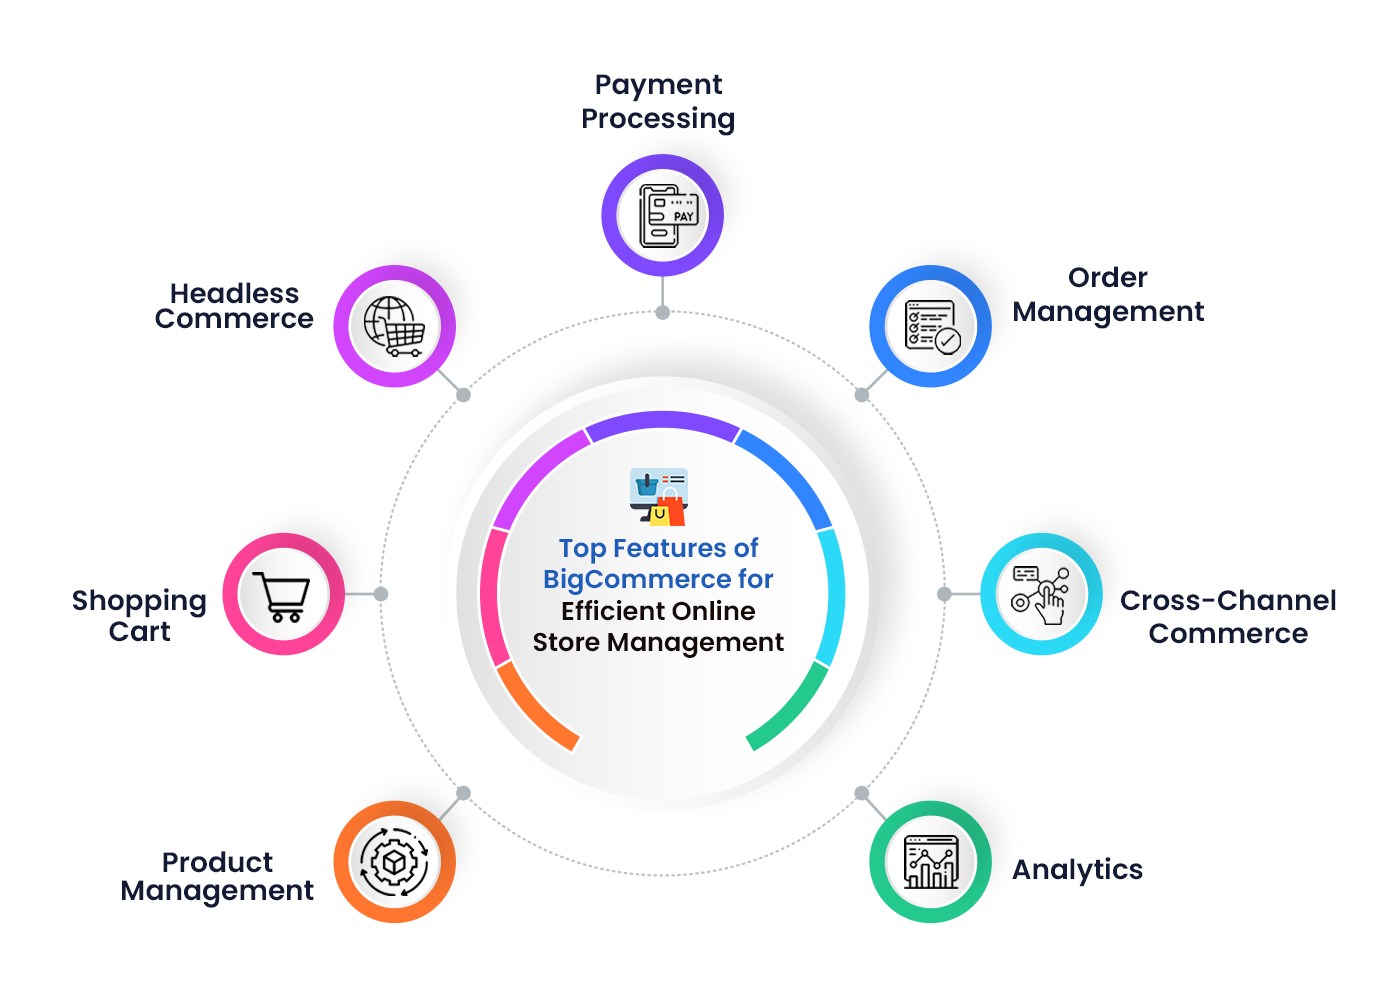 Payment
Processing
PAY
Headless
Commerce
Order
Management
Top Features of
BigCommerce for
Efficient Online
Store Management
Shopping
Cart
Cross-Channel
Commerce
Product
Management
Analytics